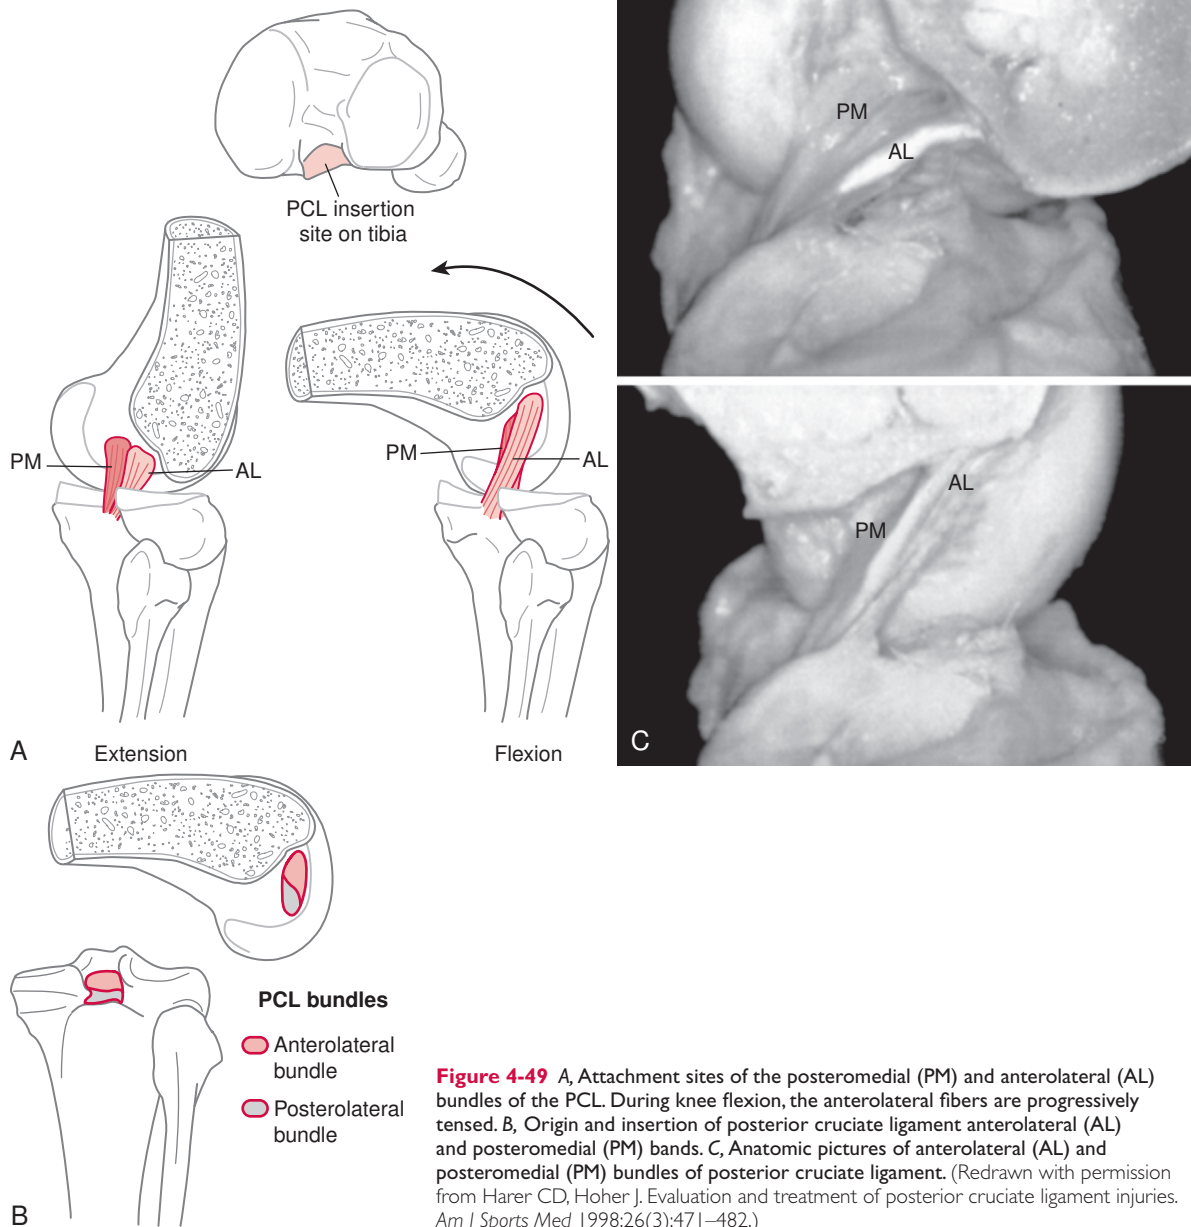 PCL insertion
site on tibia
PM
AL
PM
AL
A
Extension
Flexion
PM
AL
AL
PM
C
PCL bundles
Anterolateral
bundle
Posterolateral
bundle
B
Figure 4-49 A, Attachment sites of the posteromedial (PM) and anterolateral (AL)
bundles of the PCL. During knee flexion, the anterolateral fibers are progressively
tensed. B, Origin and insertion of posterior cruciate ligament anterolateral (AL)
and posteromedial (PM) bands. C, Anatomic pictures of anterolateral (AL) and
posteromedial (PM) bundles of posterior cruciate ligament. (Redrawn with permission
from Harer CD, Hoher J. Evaluation and treatment of posterior cruciate ligament injuries.
Am J Sports Med 1998;26(3):471–482.)